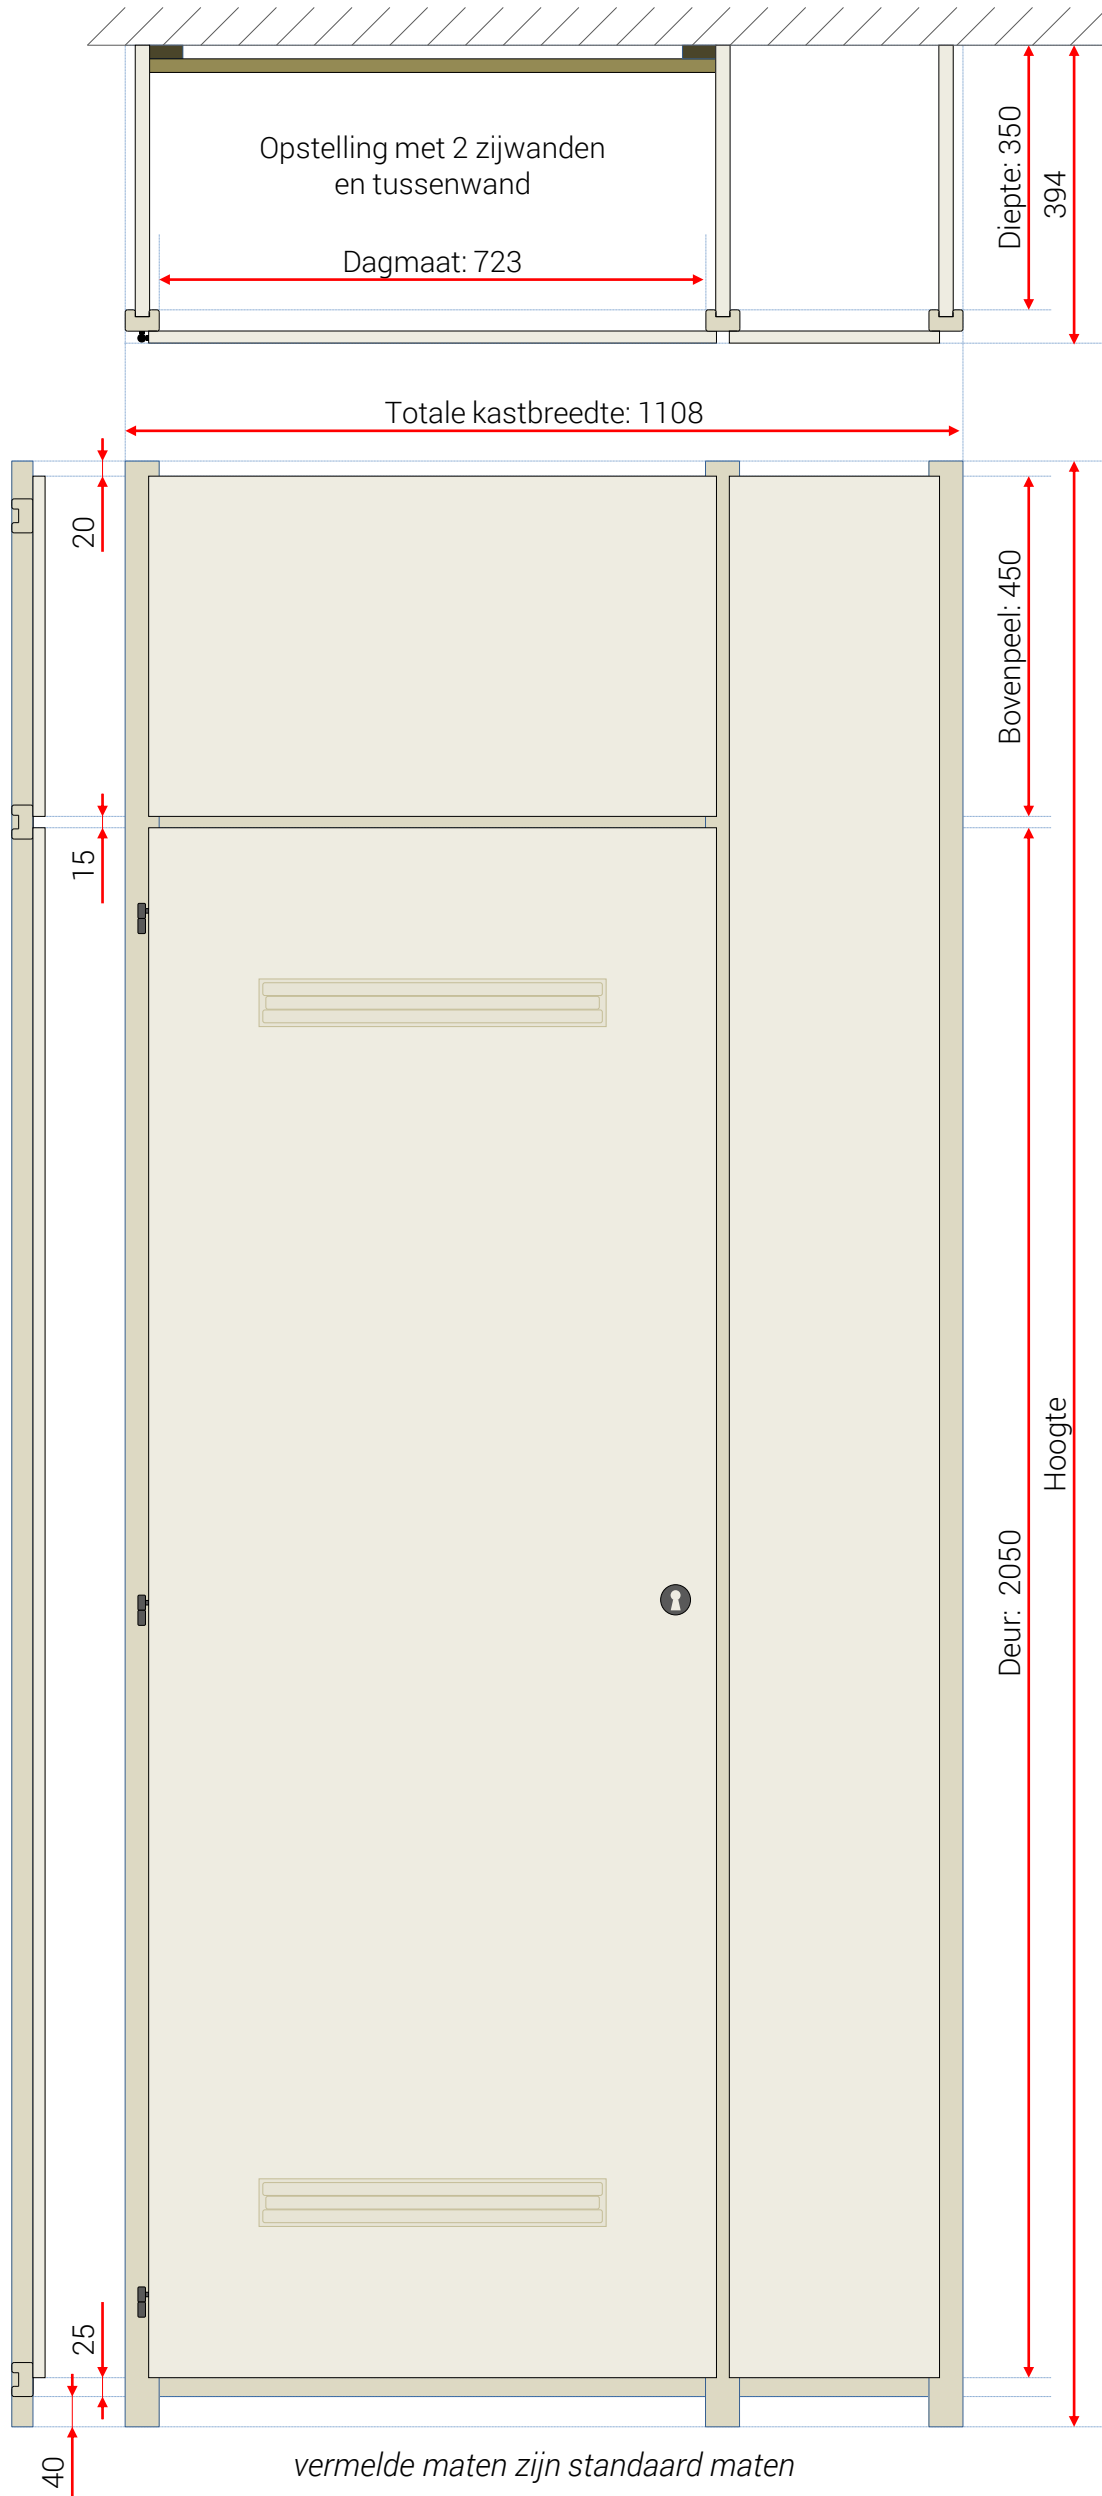 Opstelling met 2 zijwanden
en tussenwand
Dagmaat: 723
Diepte: 350
394
Totale kastbreedte: 1108
20
Bovenpeel: 450
15
Hoogte
Deur: 2050
25
40
vermelde maten zijn standaard maten